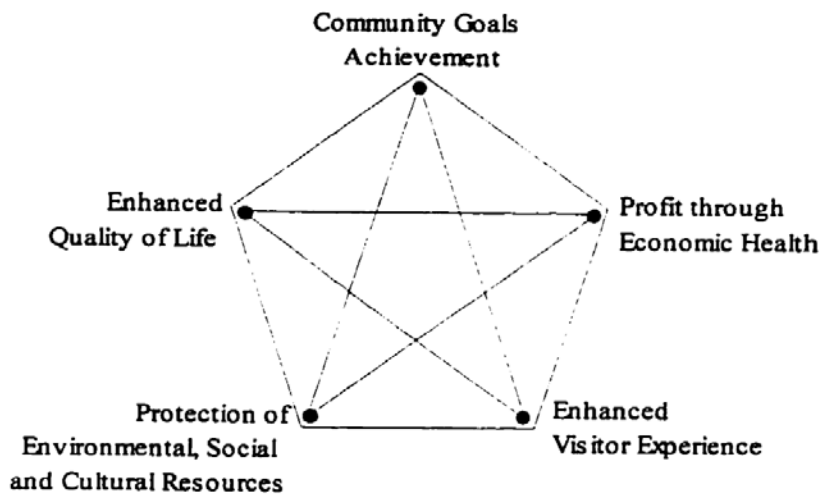 Community Goals
Achievement
Enhanced
Quality of Life
Profit through
Economic Health
Protection of
Environmental, Social
and Cultural Resources
Enhanced
Visitor Experience